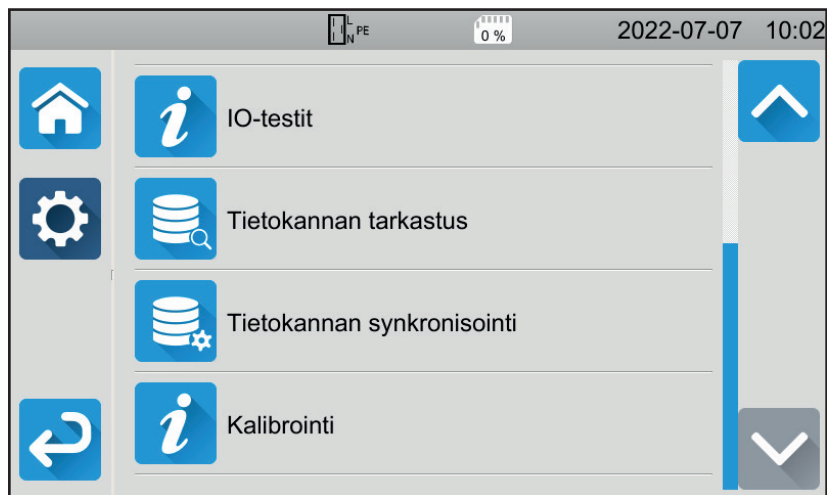 L
N PE
0 %
2022-07-07 10:02
IO-testit
Tietokannan tarkastus
Tietokannan synkronisointi
Kalibrointi